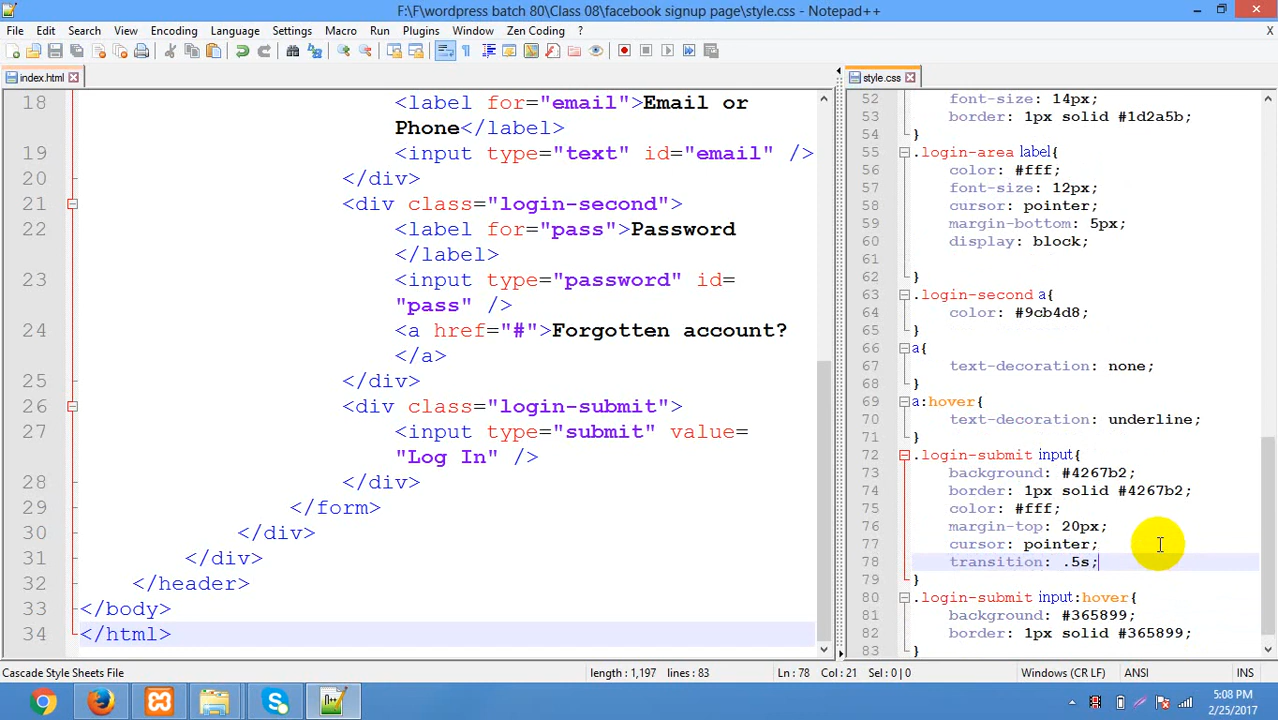 F:\F\wordpress batch 80\Class 08\facebook signup page\style.css - Notepad++
File Edit Search View Encoding Language Settings Macro Run Plugins Window Zen Coding ? X
index.html
style.css
18 <label for="email">Email or
Phone</label>
19 <input type="text" id="email" />
20 </div>
21 <div class="login-second">
22 <label for="pass">Password
</label>
23 <input type="password" id=
"pass" />
24 <a href="#">Forgotten account?
</a>
25 </div>
26 <div class="login-submit">
27 <input type="submit" value=
"Log In" />
28 </div>
29 </form>
30 </div>
31 </div>
32 </header>
33 </body>
34 </html>
52 font-size: 14px;
53 border: 1px solid #1d2a5b;
54 }
55 .login-area label{
56 color: #fff;
57 font-size: 12px;
58 cursor: pointer;
59 margin-bottom: 5px;
60 display: block;
61
62 }
63 .login-second a{
64 color: #9cb4d8;
65 }
66 a{
67 text-decoration: none;
68 }
69 a:hover{
70 text-decoration: underline;
71 }
72 .login-submit input{
73 background: #4267b2;
74 border: 1px solid #4267b2;
75 color: #fff;
76 margin-top: 20px;
77 cursor: pointer;
78 transition: .5s;
79 }
80 .login-submit input:hover{
81 background: #365899;
82 border: 1px solid #365899;
83 }
Cascade Style Sheets File length : 1,197 lines : 83 Ln : 78 Col : 21 Sel : 0 | 0 Windows (CR LF) ANSI INS
5:08 PM
2/25/2017